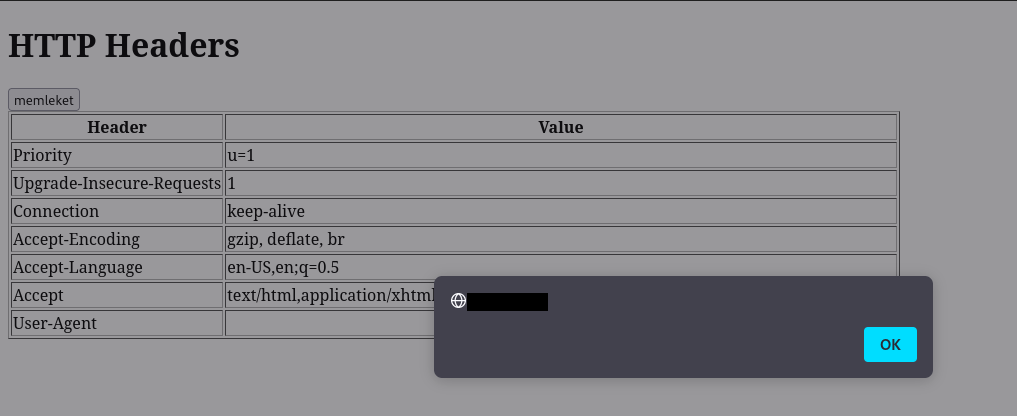 HTTP Headers
memleket
Header Value
Priority u=1
Upgrade-Insecure-Requests 1
Connection keep-alive
Accept-Encoding gzip, deflate, br
Accept-Language en-US,en;q=0.5
Accept text/html,application/xhtml
User-Agent
OK